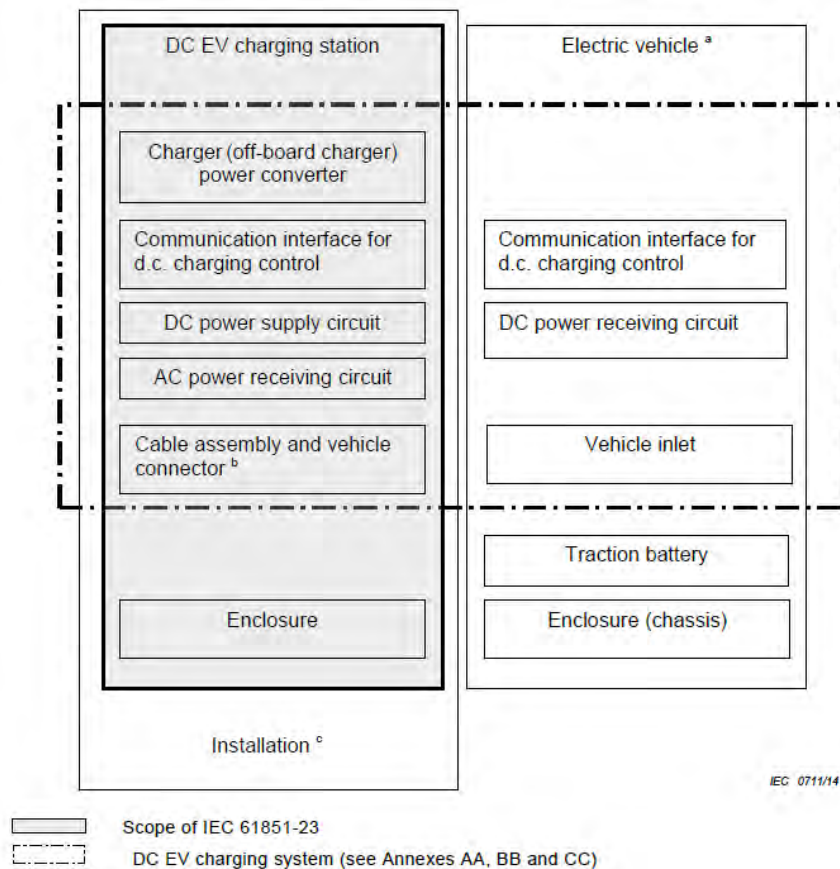 DC EV charging station
Electric vehicle a
Charger (off-board charger)
power converter
Communication interface for
d.c. charging control
Communication interface for
d.c. charging control
DC power supply circuit
DC power receiving circuit
AC power receiving circuit
Cable assembly and vehicle
connector b
Vehicle inlet
Traction battery
Enclosure
Enclosure (chassis)
Installation c
IEC 0711/14
Scope of IEC 61851-23
DC EV charging system (see Annexes AA, BB and CC)